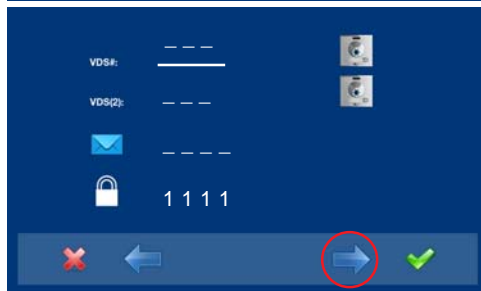 VDS#: _ _ _
VDS(2): _ _ _
_ _ _ _
1 1 1 1